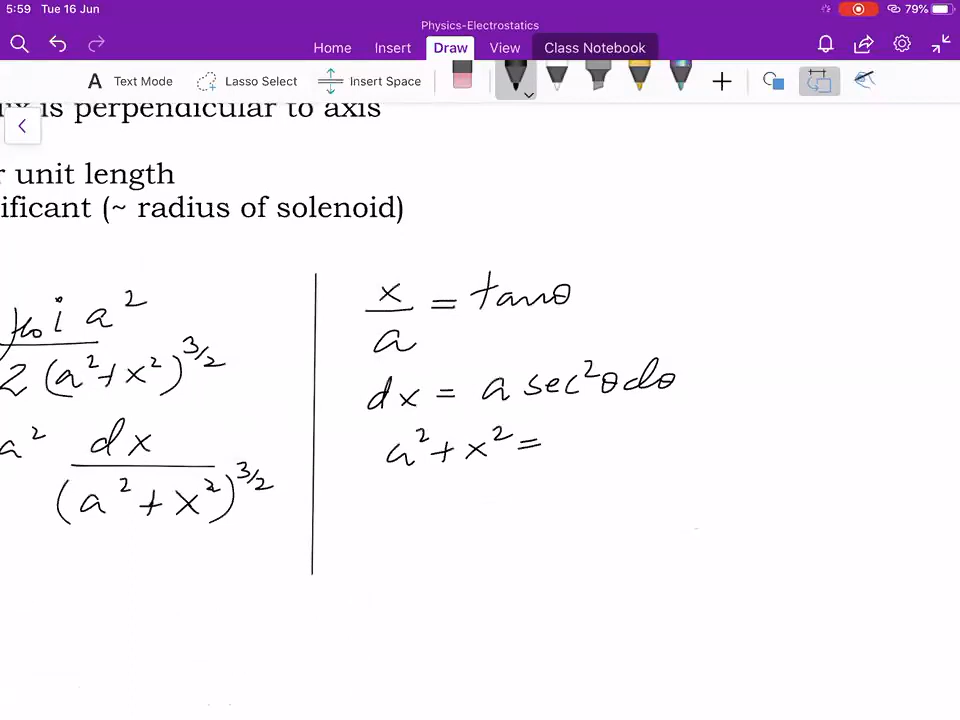 5:59 Tue 16 Jun 79%
Physics-Electrostatics
Home Insert Draw View Class Notebook
A Text Mode Lasso Select Insert Space
is perpendicular to axis
r unit length
ificant (~ radius of solenoid)
μ₀ i a²
2 (a²+x²)^3/2
a² dx
(a²+x²)^3/2
x/a = tanθ
dx = a sec²θdθ
a²+x² =